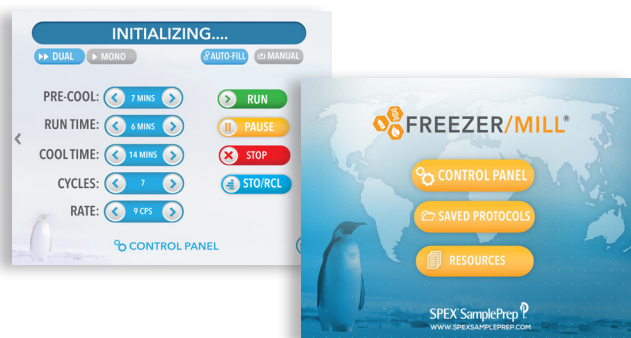 INITIALIZING....
DUAL MONO AUTO-FILL MANUAL
PRE-COOL: 7 MINS RUN
RUN TIME: 6 MINS PAUSE
COOL TIME: 14 MINS STOP
CYCLES: 7 STO/RCL
RATE: 9 CPS
CONTROL PANEL
FREEZER/MILL®
CONTROL PANEL
SAVED PROTOCOLS
RESOURCES
SPEX SamplePrep
WWW.SPEXSAMPLEPREP.COM